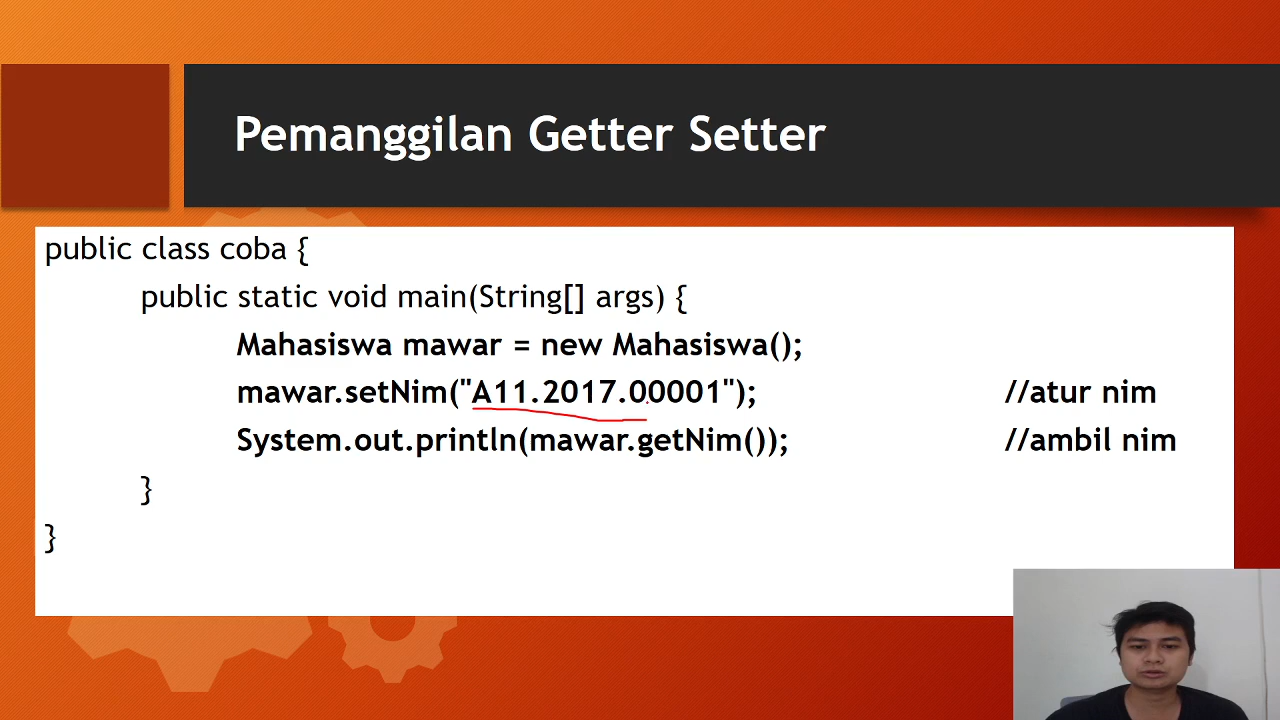 Pemanggilan Getter Setter
public class coba {
public static void main(String[] args) {
Mahasiswa mawar = new Mahasiswa();
mawar.setNim("A11.2017.00001"); //atur nim
System.out.println(mawar.getNim()); //ambil nim
}
}